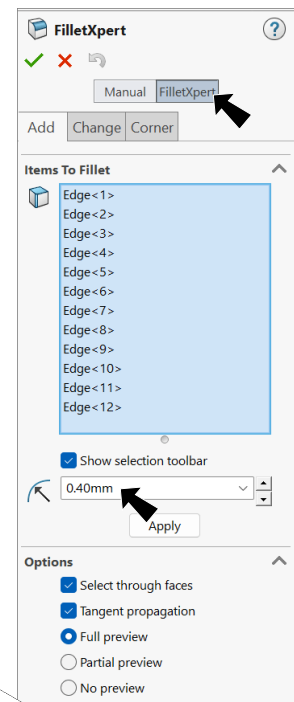 FilletXpert
Manual FilletXpert
Add Change Corner
Items To Fillet
Edge<1>
Edge<2>
Edge<3>
Edge<4>
Edge<5>
Edge<6>
Edge<7>
Edge<8>
Edge<9>
Edge<10>
Edge<11>
Edge<12>
Show selection toolbar
0.40mm
Apply
Options
Select through faces
Tangent propagation
Full preview
Partial preview
No preview